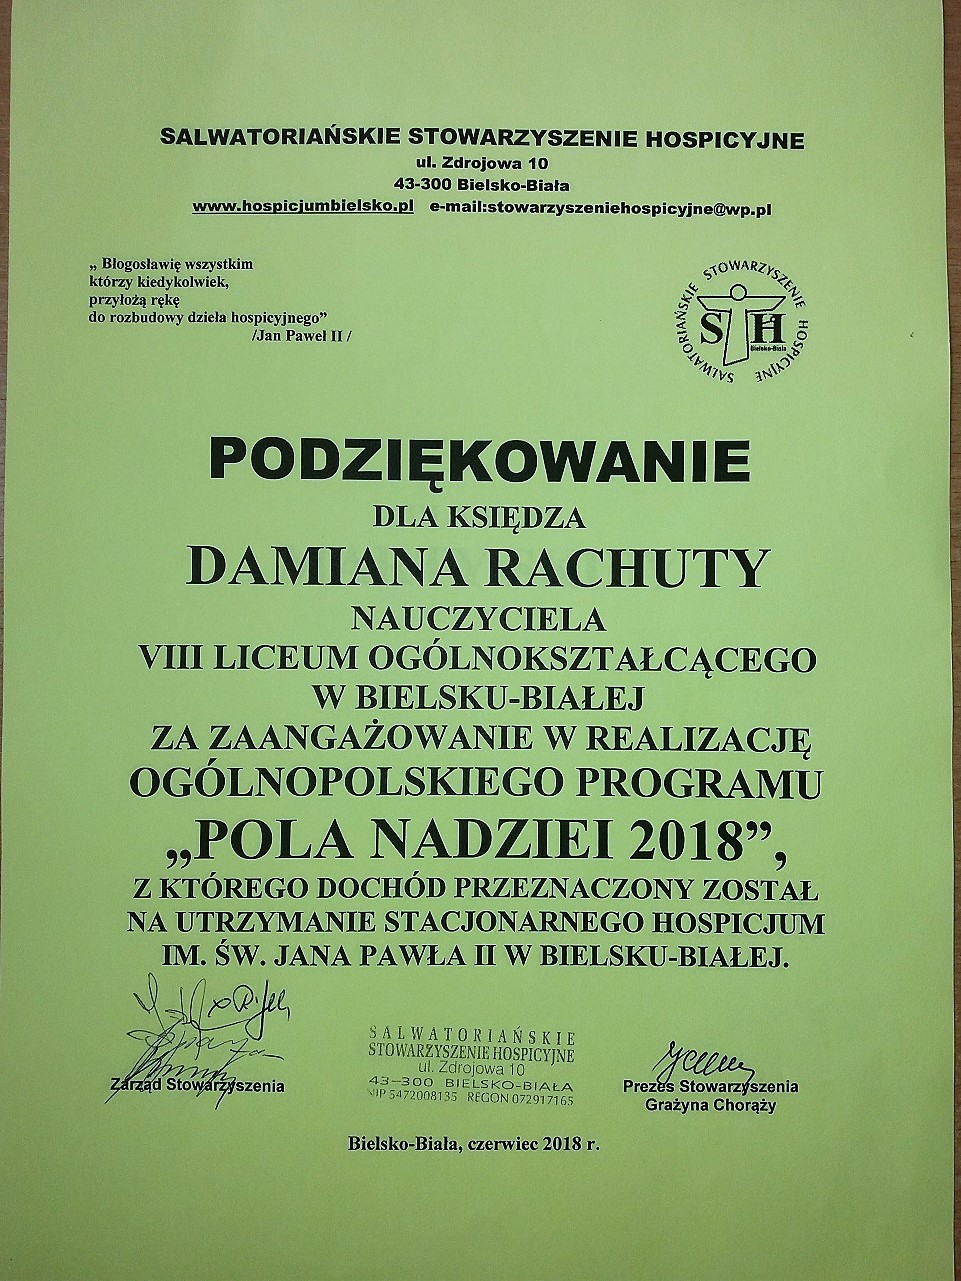 SALWATORIAŃSKIE STOWARZYSZENIE HOSPICYJNE
ul. Zdrojowa 10
43-300 Bielsko-Biała
www.hospicjumbielsko.pl e-mail:stowarzyszeniehospicyjne@wp.pl
„ Błogosławię wszystkim
którzy kiedykolwiek,
przyłożą rękę
do rozbudowy dzieła hospicyjnego”
/Jan Paweł II /
SALWATORIAŃSKIE STOWARZYSZENIE HOSPICYJNE
S H
Bielsko-Biała
PODZIĘKOWANIE
DLA KSIĘDZA
DAMIANA RACHUTY
NAUCZYCIELA
VIII LICEUM OGÓLNOKSZTAŁCĄCEGO
W BIELSKU-BIAŁEJ
ZA ZAANGAŻOWANIE W REALIZACJĘ
OGÓLNOPOLSKIEGO PROGRAMU
„POLA NADZIEI 2018”,
Z KTÓREGO DOCHÓD PRZEZNACZONY ZOSTAŁ
NA UTRZYMANIE STACJONARNEGO HOSPICJUM
IM. ŚW. JANA PAWŁA II W BIELSKU-BIAŁEJ.
Zarząd Stowarzyszenia
SALWATORIAŃSKIE
STOWARZYSZENIE HOSPICYJNE
ul. Zdrojowa 10
43-300 BIELSKO-BIAŁA
NIP 5472008135 REGON 072917165
Prezes Stowarzyszenia
Grażyna Chorąży
Bielsko-Biała, czerwiec 2018 r.